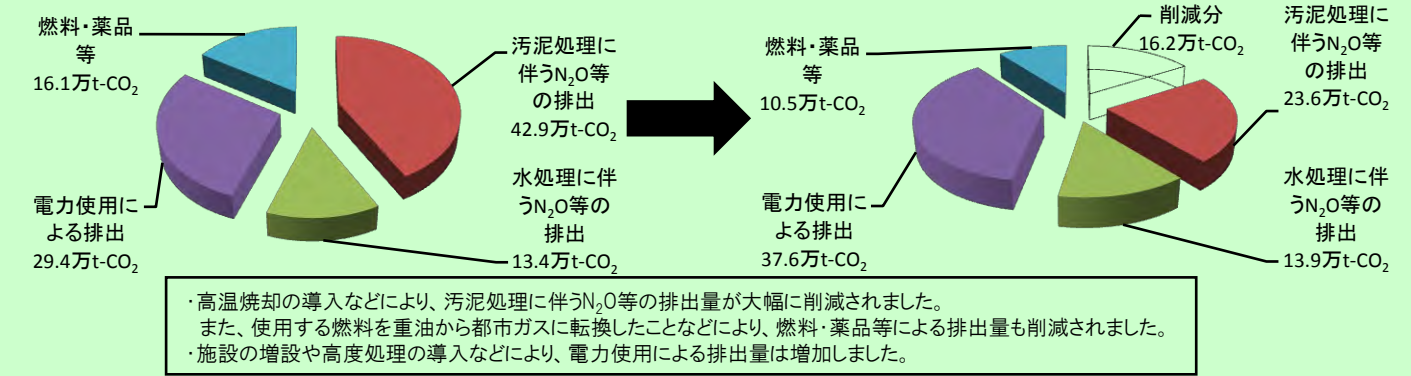 燃料・薬品
等
16.1万t-CO₂
汚泥処理に
伴うN₂O等
の排出
42.9万t-CO₂
電力使用に
よる排出
29.4万t-CO₂
水処理に伴
うN₂O等の
排出
13.4万t-CO₂
燃料・薬品
等
10.5万t-CO₂
削減分
16.2万t-CO₂
汚泥処理に
伴うN₂O等
の排出
23.6万t-CO₂
電力使用に
よる排出
37.6万t-CO₂
水処理に伴
うN₂O等の
排出
13.9万t-CO₂
・高温焼却の導入などにより、汚泥処理に伴うN₂O等の排出量が大幅に削減されました。
また、使用する燃料を重油から都市ガスに転換したことなどにより、燃料・薬品等による排出量も削減されました。
・施設の増設や高度処理の導入などにより、電力使用による排出量は増加しました。